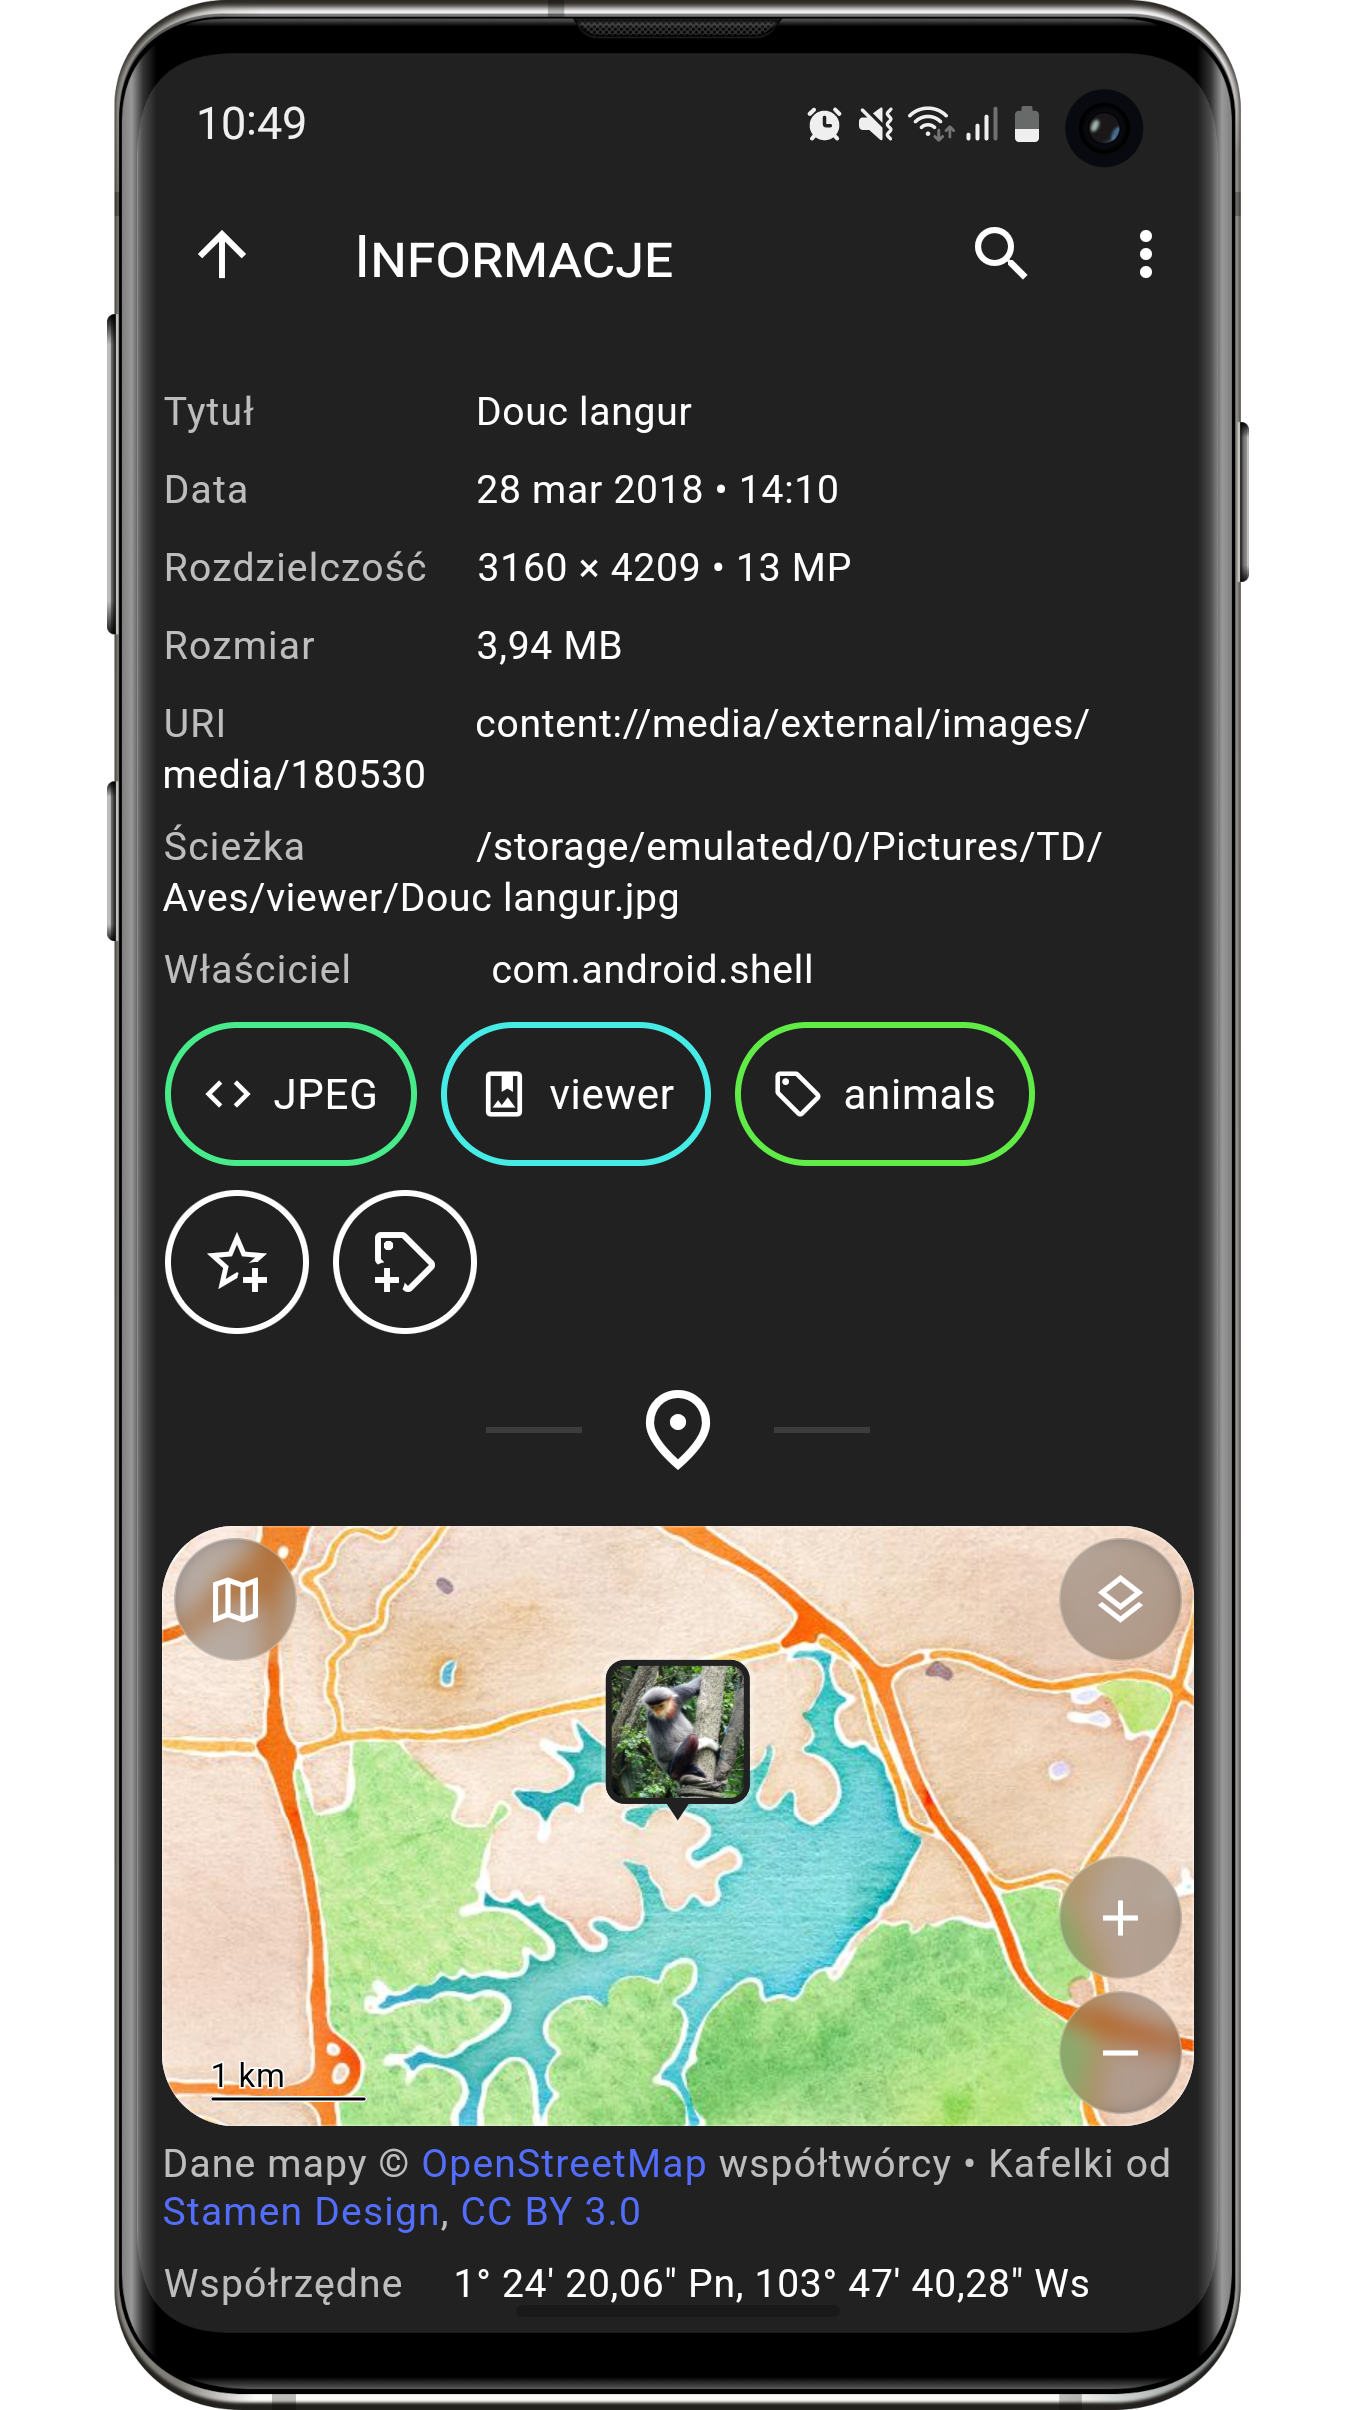 10:49
INFORMACJE
Tytuł Douc langur
Data 28 mar 2018 • 14:10
Rozdzielczość 3160 × 4209 • 13 MP
Rozmiar 3,94 MB
URI content://media/external/images/
media/180530
Ścieżka /storage/emulated/0/Pictures/TD/
Aves/viewer/Douc langur.jpg
Właściciel com.android.shell
JPEG viewer animals
1 km
Dane mapy © OpenStreetMap współtwórcy • Kafelki od
Stamen Design, CC BY 3.0
Współrzędne 1° 24' 20,06" Pn, 103° 47' 40,28" Ws